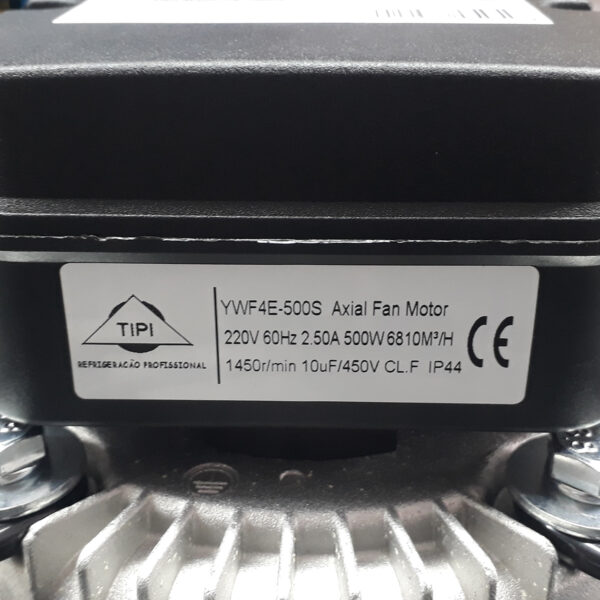 TIPI
REFRIGERACÃO PROFISSIONAL
YWF4E-500S Axial Fan Motor
220V 60Hz 2.50A 500W 6810M³/H
1450r/min 10uF/450V CL.F IP44
CE